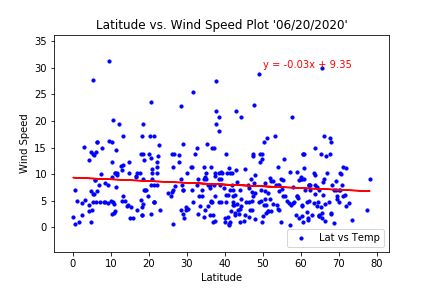 Latitude vs. Wind Speed Plot '06/20/2020'
35
30
25
20
15
10
5
0
Wind Speed
y = -0.03x + 9.35
Lat vs Temp
0 10 20 30 40 50 60 70 80
Latitude